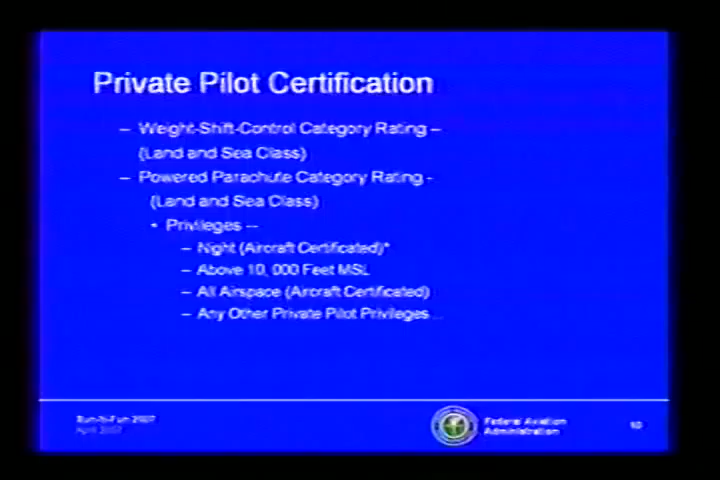 Private Pilot Certification
– Weight-Shift-Control Category Rating –
(Land and Sea Class)
– Powered Parachute Category Rating -
(Land and Sea Class)
• Privileges --
– Night (Aircraft Certificated)*
– Above 10, 000 Feet MSL
– All Airspace (Aircraft Certificated)
– Any Other Private Pilot Privileges...
Sun-N-Fun 2007
April 2007
Federal Aviation
Administration
10